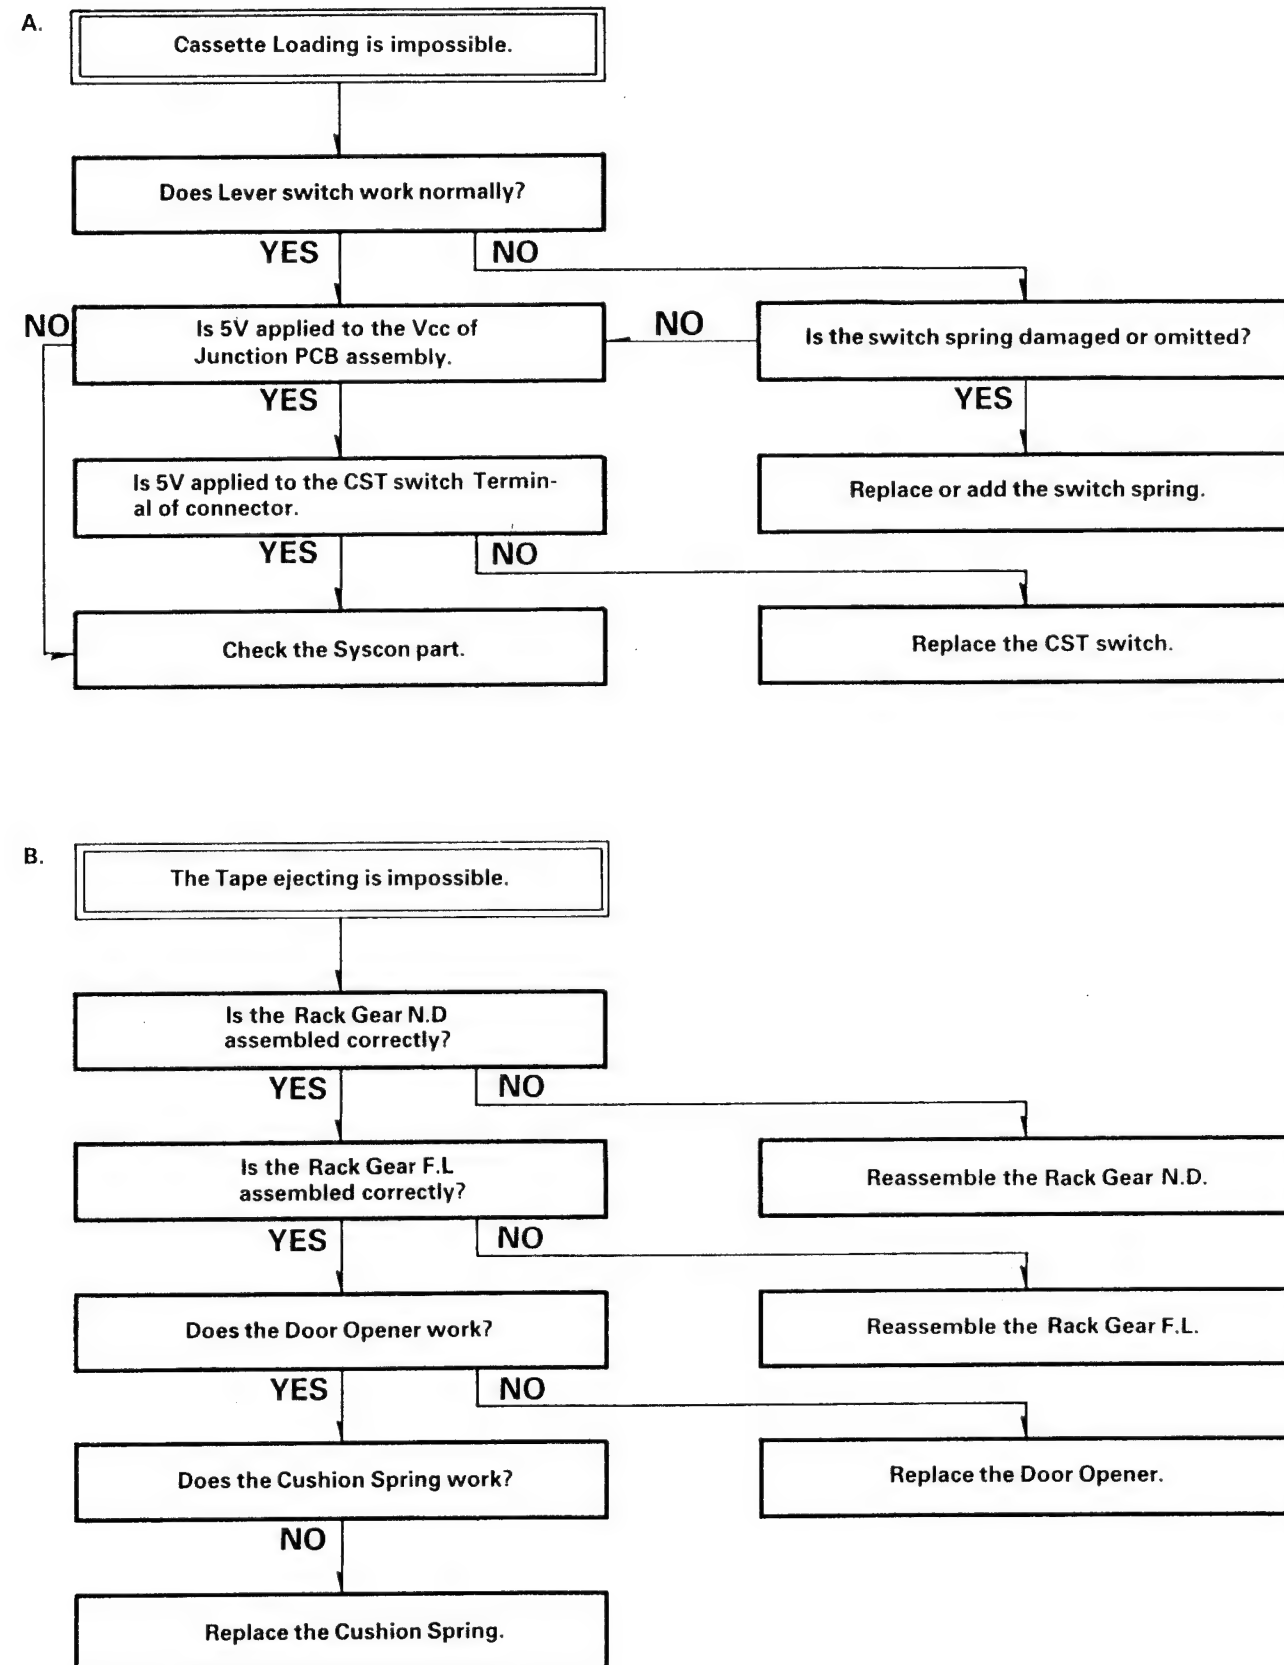 A.
Cassette Loading is impossible.
Does Lever switch work normally?
YES
NO
NO
Is 5V applied to the Vcc of
Junction PCB assembly.
NO
Is the switch spring damaged or omitted?
YES
YES
Is 5V applied to the CST switch Termin-
al of connector.
Replace or add the switch spring.
YES
NO
Check the Syscon part.
Replace the CST switch.
B.
The Tape ejecting is impossible.
Is the Rack Gear N.D
assembled correctly?
YES
NO
Is the Rack Gear F.L
assembled correctly?
Reassemble the Rack Gear N.D.
YES
NO
Does the Door Opener work?
Reassemble the Rack Gear F.L.
YES
NO
Does the Cushion Spring work?
Replace the Door Opener.
NO
Replace the Cushion Spring.